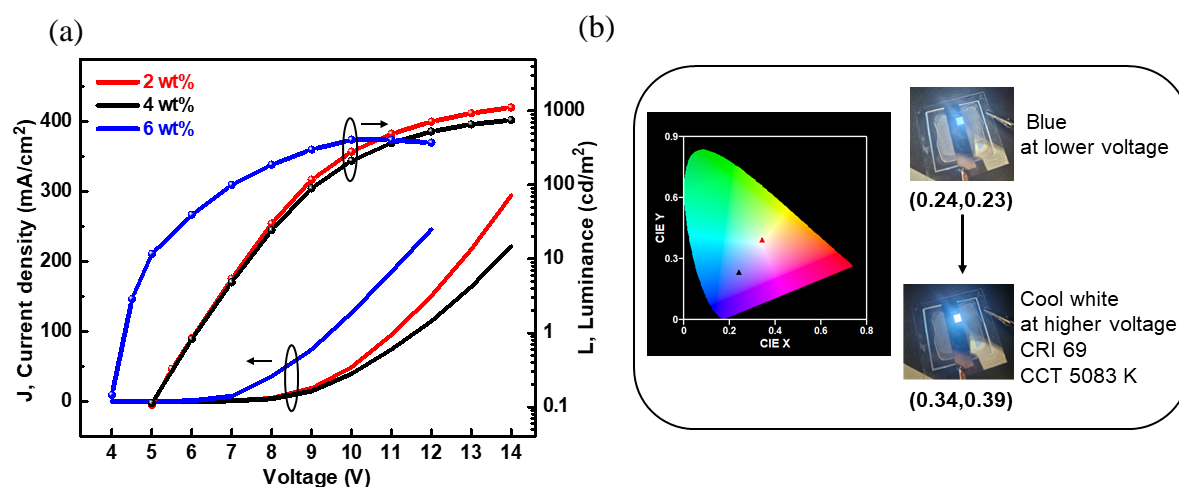 (a)
2 wt%
4 wt%
6 wt%
J, Current density (mA/cm²)
400
300
200
100
0
L, Luminance (cd/m²)
1000
100
10
1
0.1
4 5 6 7 8 9 10 11 12 13 14
Voltage (V)
(b)
CIE Y
0.9
0.6
0.3
0
0 0.2 0.4 0.6 0.8
CIE X
Blue
at lower voltage
(0.24,0.23)
Cool white
at higher voltage
CRI 69
CCT 5083 K
(0.34,0.39)